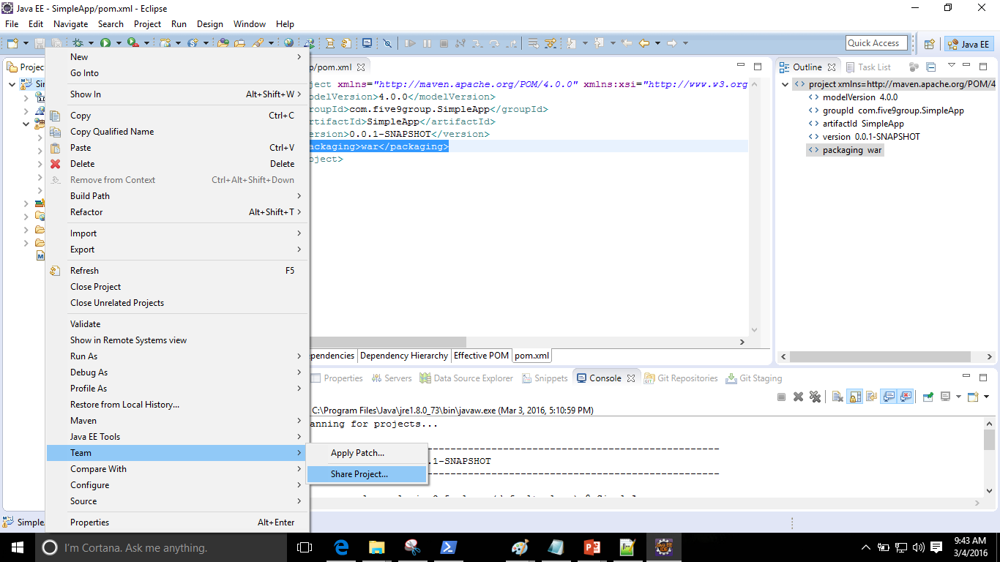 Java EE - SimpleApp/pom.xml - Eclipse
File Edit Navigate Search Project Run Design Window Help
Quick Access
Java EE
Projec
Sin
New
Go Into
Show In Alt+Shift+W
Copy Ctrl+C
Copy Qualified Name
Paste Ctrl+V
Delete Delete
Remove from Context Ctrl+Alt+Shift+Down
Build Path
Refactor Alt+Shift+T
Import
Export
Refresh F5
Close Project
Close Unrelated Projects
Validate
Show in Remote Systems view
Run As
Debug As
Profile As
Restore from Local History...
Maven
Java EE Tools
Team
Compare With
Configure
Source
Properties Alt+Enter
Apply Patch...
Share Project...
p/pom.xml
oject xmlns="http://maven.apache.org/POM/4.0.0" xmlns:xsi="http://www.w3.org
odelVersion>4.0.0</modelVersion>
roupId>com.five9group.SimpleApp</groupId>
rtifactId>SimpleApp</artifactId>
ersion>0.0.1-SNAPSHOT</version>
ackaging>war</packaging>
oject>
pendencies Dependency Hierarchy Effective POM pom.xml
Outline Task List
project xmlns=http://maven.apache.org/POM/4
modelVersion 4.0.0
groupId com.five9group.SimpleApp
artifactId SimpleApp
version 0.0.1-SNAPSHOT
packaging war
Properties Servers Data Source Explorer Snippets Console Git Repositories Git Staging
C:\Program Files\Java\jre1.8.0_73\bin\javaw.exe (Mar 3, 2016, 5:10:59 PM)
anning for projects...
------------------------------------------------
.1-SNAPSHOT
------------------------------------------------
Simple
I'm Cortana. Ask me anything.
9:43 AM
3/4/2016